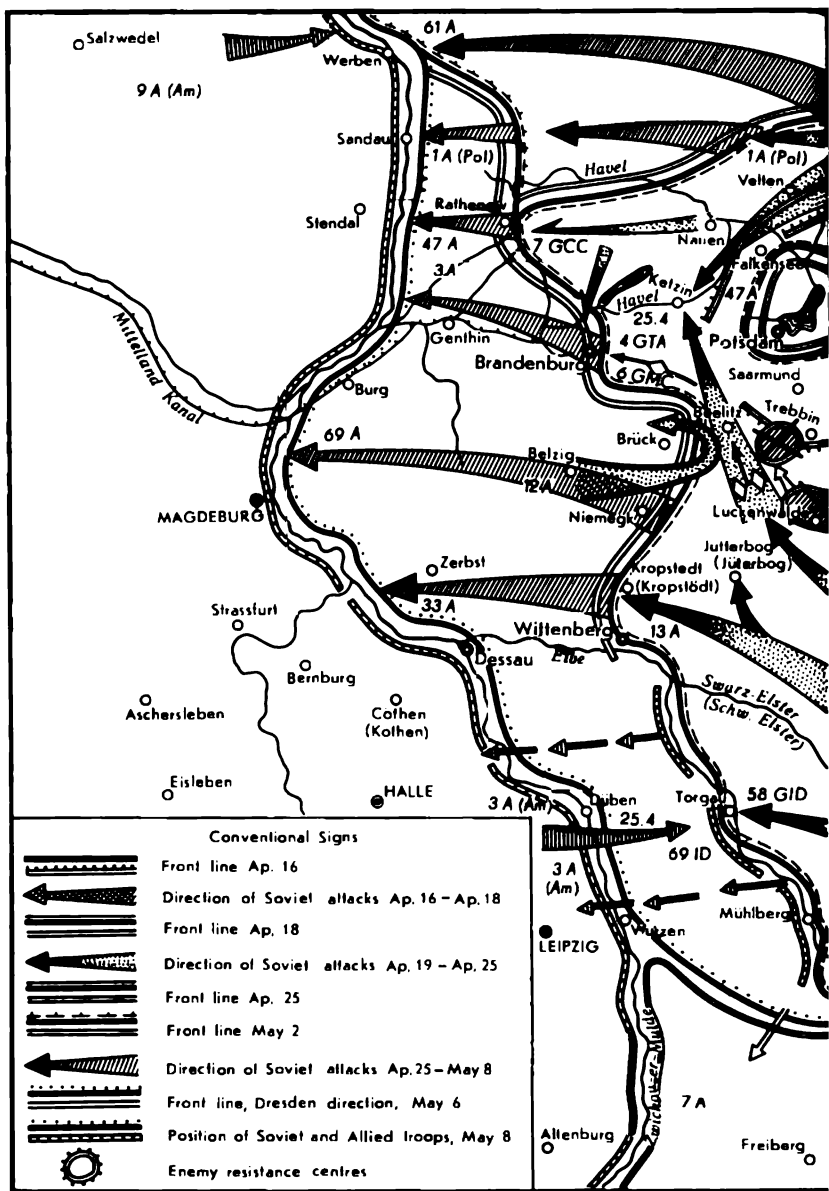 61 A
Salzwedel
Werben
9 A (Am)
Sandau
1A (Pol)
1A (Pol)
Havel
Velten
Rathenow
Stendal
Nauen
47 A
7 GCC
Falkensee
3A
Ketzin
47A
Havel
25.4
Mittelland Kanal
Genthin
4 GTA
Potsdam
Brandenburg
6 GMC
Saarmund
Burg
Beelitz
Trebbin
69 A
Brück
Belzig
12A
MAGDEBURG
Niemegk
Luckenwalde
Jutterbog
(Jüterbog)
Zerbst
Kropstedt
(Kropstödt)
33 A
Strassfurt
Wittenberg
13 A
Dessau
Elbe
Bernburg
Swarz-Elster
(Schw. Elster)
Aschersleben
Cothen
(Kothen)
Eisleben
HALLE
3 A (Am)
Düben
Torgau
58 GID
25.4
69 ID
3 A
(Am)
Mühlberg
Wurzen
LEIPZIG
Zwickauer-Mulde
7 A
Altenburg
Freiberg
Conventional Signs
Front line Ap. 16
Direction of Soviet attacks Ap. 16 – Ap. 18
Front line Ap. 18
Direction of Soviet attacks Ap. 19 – Ap. 25
Front line Ap. 25
Front line May 2
Direction of Soviet attacks Ap. 25 – May 8
Front line, Dresden direction, May 6
Position of Soviet and Allied troops, May 8
Enemy resistance centres